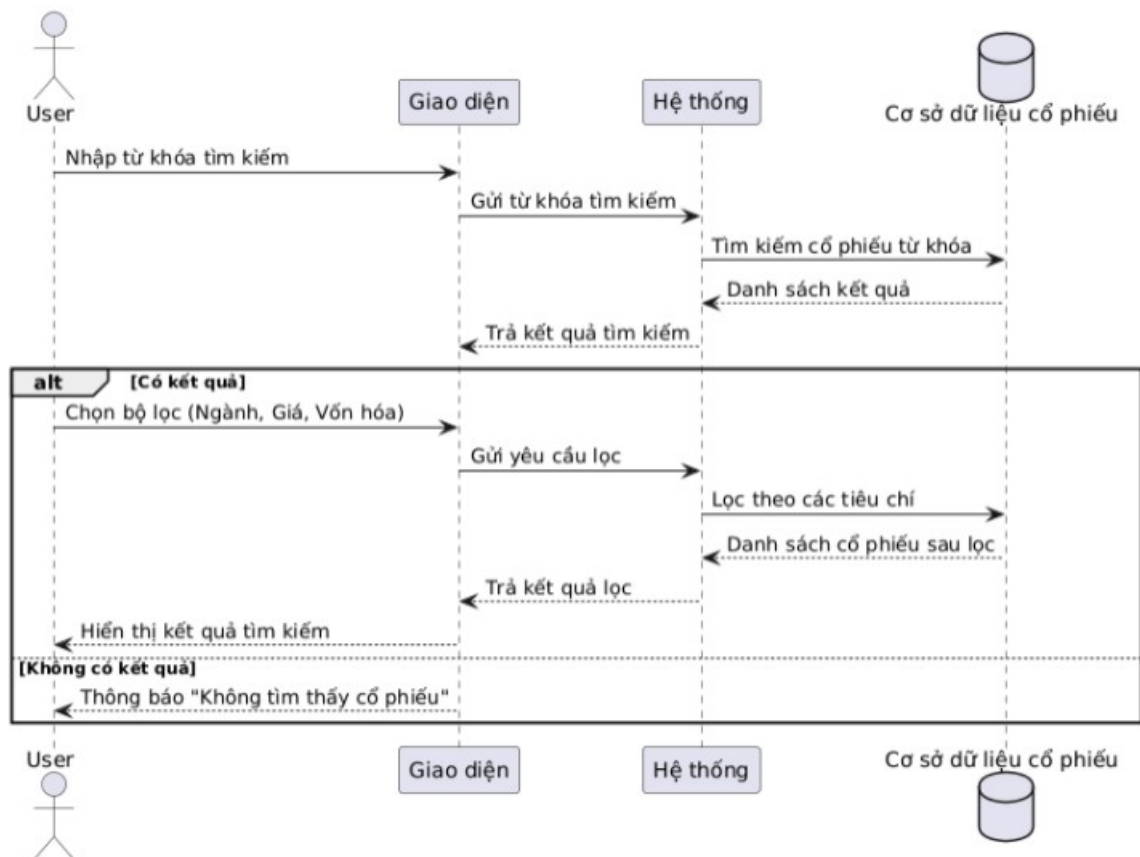 User
Giao diện
Hệ thống
Cơ sở dữ liệu cổ phiếu
Nhập từ khóa tìm kiếm
Gửi từ khóa tìm kiếm
Tìm kiếm cổ phiếu từ khóa
Danh sách kết quả
Trả kết quả tìm kiếm
alt [Có kết quả]
Chọn bộ lọc (Ngành, Giá, Vốn hóa)
Gửi yêu cầu lọc
Lọc theo các tiêu chí
Danh sách cổ phiếu sau lọc
Trả kết quả lọc
Hiển thị kết quả tìm kiếm
[Không có kết quả]
Thông báo "Không tìm thấy cổ phiếu"
User
Giao diện
Hệ thống
Cơ sở dữ liệu cổ phiếu